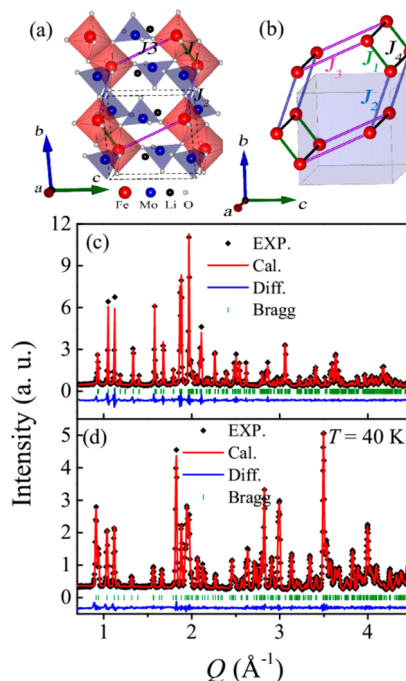 (a)
J3
J1
J2
b
a
c
Fe Mo Li O
(b)
J3
J1
J4
J2
b
a
c
12
9
6
3
0
(c)
EXP.
Cal.
Diff.
Bragg
Intensity (a. u.)
5
4
3
2
1
0
(d)
EXP.
Cal.
Diff.
Bragg
T = 40 K
1 2 3 4
Q (Å⁻¹)